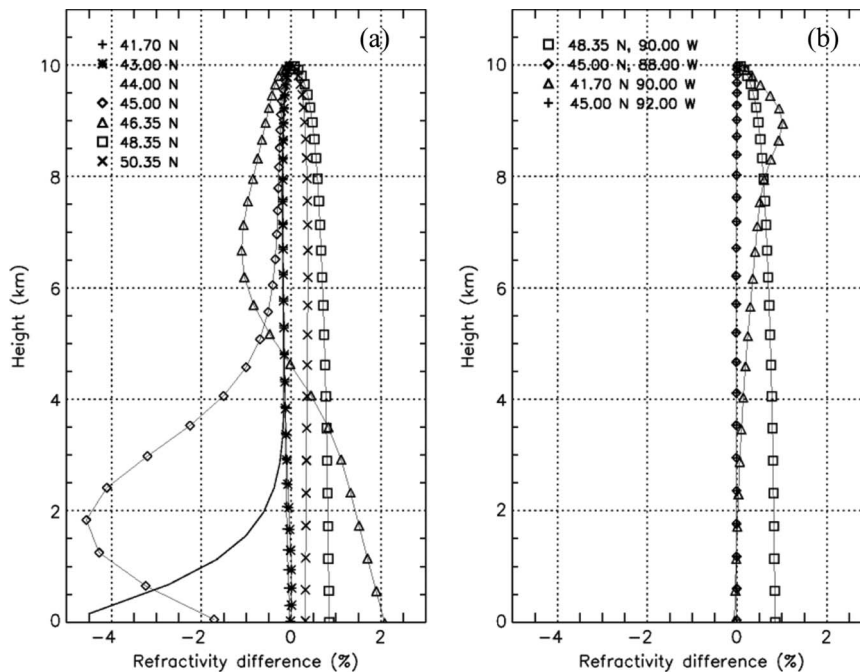 (a)
41.70 N
43.00 N
44.00 N
45.00 N
46.35 N
48.35 N
50.35 N
10
8
6
4
2
0
Height (km)
-4 -2 0 2
Refractivity difference (%)
(b)
48.35 N, 90.00 W
45.00 N, 88.00 W
41.70 N 90.00 W
45.00 N 92.00 W
10
8
6
4
2
0
Height (km)
-4 -2 0 2
Refractivity difference (%)